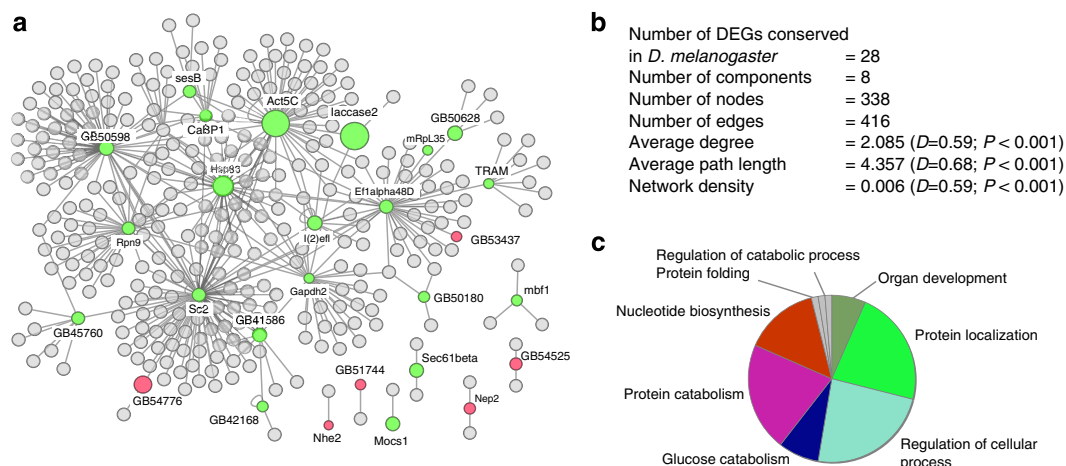 a
sesB
Act5C
laccase2
GB50598
CaBP1
GB50628
mRpL35
TRAM
Hsp83
Ef1alpha48D
Rpn9
l(2)efl
GB53437
Gapdh2
GB50180
mbf1
Sc2
GB41586
GB45760
Sec61beta
GB54525
GB51744
GB54776
Nep2
GB42168
Nhe2
Mocs1
b
Number of DEGs conserved
in D. melanogaster = 28
Number of components = 8
Number of nodes = 338
Number of edges = 416
Average degree = 2.085 (D=0.59; P < 0.001)
Average path length = 4.357 (D=0.68; P < 0.001)
Network density = 0.006 (D=0.59; P < 0.001)
c
Regulation of catabolic process
Protein folding
Organ development
Nucleotide biosynthesis
Protein localization
Protein catabolism
Regulation of cellular
process
Glucose catabolism